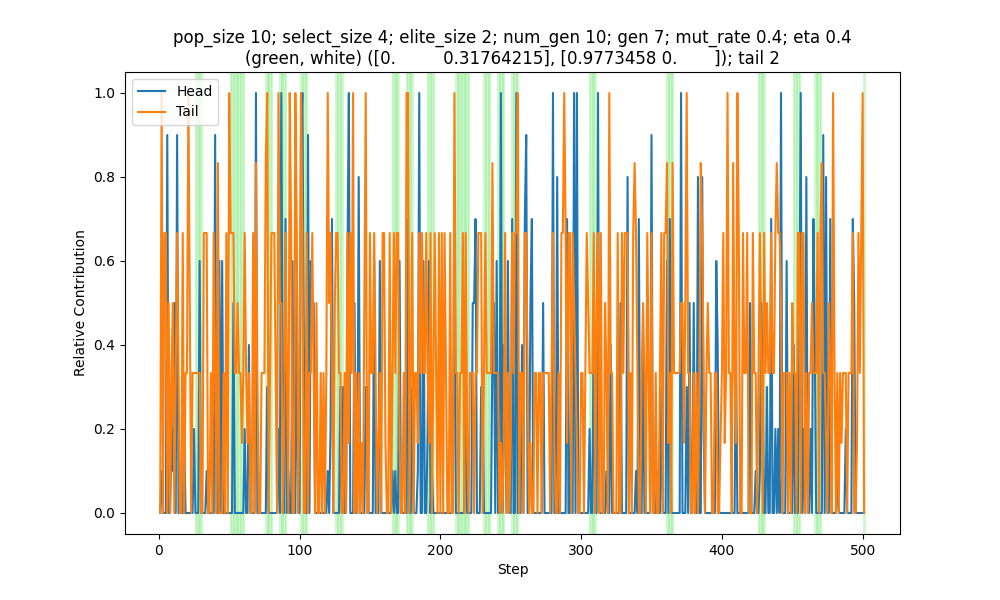 pop_size 10; select_size 4; elite_size 2; num_gen 10; gen 7; mut_rate 0.4; eta 0.4
(green, white) ([0.         0.31764215], [0.9773458 0.       ]); tail 2
Head
Tail
Relative Contribution
1.0
0.8
0.6
0.4
0.2
0.0
0 100 200 300 400 500
Step